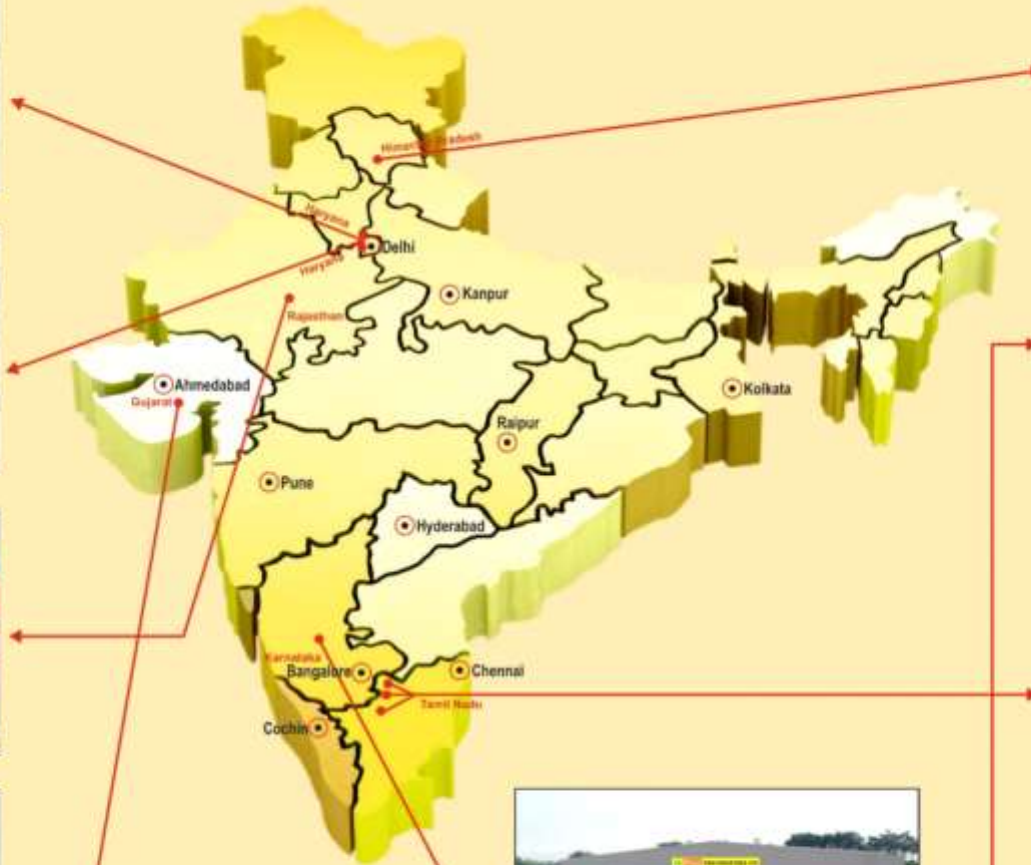 Himachal Pradesh
Haryana
Delhi
Haryana
Kanpur
Rajasthan
Ahmedabad
Gujarat
Kolkata
Raipur
Pune
Hyderabad
Karnataka
Bangalore
Chennai
Tamil Nadu
Cochin